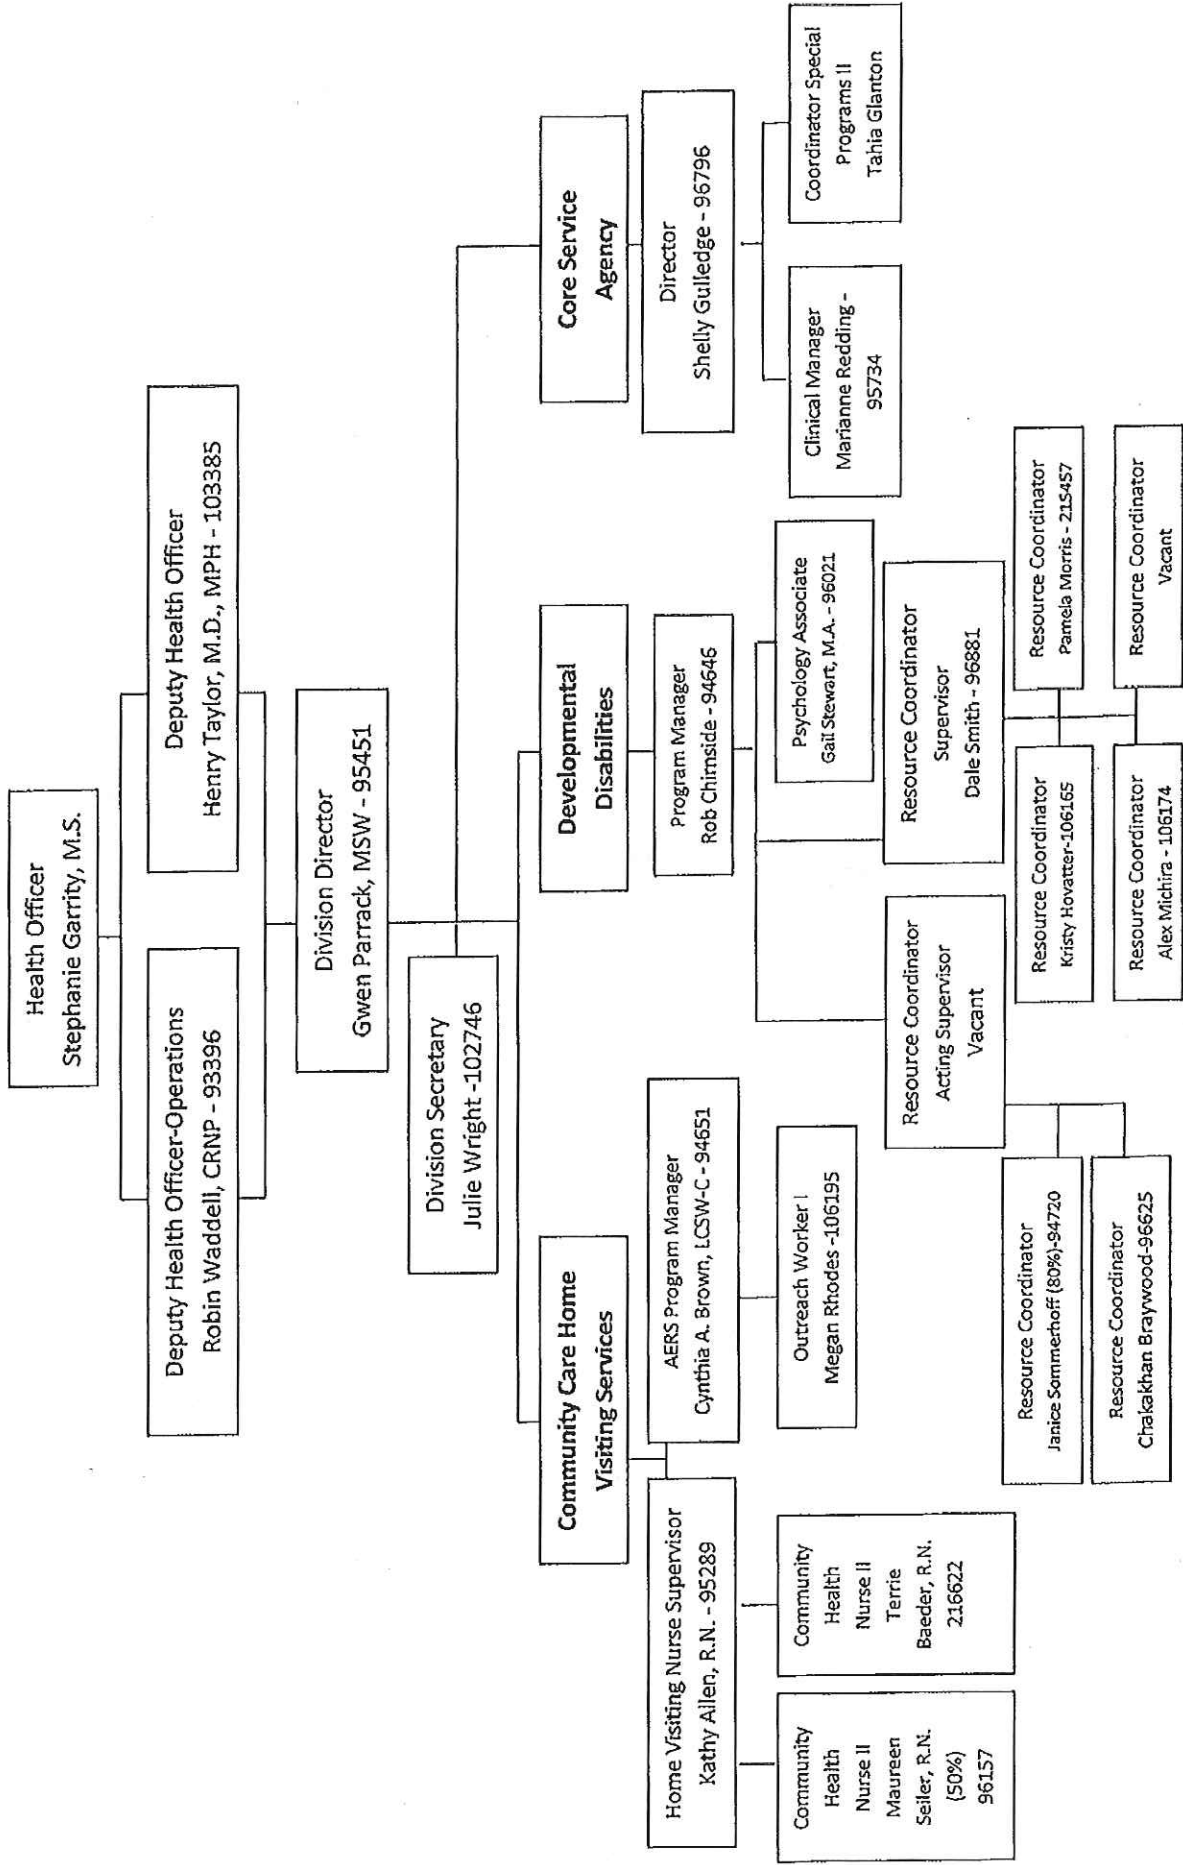 Health Officer
Stephanie Garrity, M.S.
Deputy Health Officer-Operations
Robin Waddell, CRNP - 93396
Deputy Health Officer
Henry Taylor, M.D., MPH - 103385
Division Director
Gwen Parrack, MSW - 95451
Division Secretary
Julie Wright -102746
Community Care Home
Visiting Services
Developmental
Disabilities
Core Service
Agency
Home Visiting Nurse Supervisor
Kathy Allen, R.N. - 95289
AERS Program Manager
Cynthia A. Brown, LCSW-C - 94651
Program Manager
Rob Chirnside - 94646
Director
Shelly Gulledge - 96796
Community
Health
Nurse II
Maureen
Seiler, R.N.
(50%)
96157
Community
Health
Nurse II
Terrie
Baeder, R.N.
216622
Outreach Worker I
Megan Rhodes -106195
Psychology Associate
Gail Stewart, M.A. - 96021
Clinical Manager
Marianne Redding -
95734
Coordinator Special
Programs II
Tahia Glanton
Resource Coordinator
Acting Supervisor
Vacant
Resource Coordinator
Supervisor
Dale Smith - 96881
Resource Coordinator
Janice Sommerhoff (80%)-94720
Resource Coordinator
Chakakhan Braywood-96625
Resource Coordinator
Kristy Hovatter-106165
Resource Coordinator
Pamela Morris - 215457
Resource Coordinator
Alex Michira - 106174
Resource Coordinator
Vacant